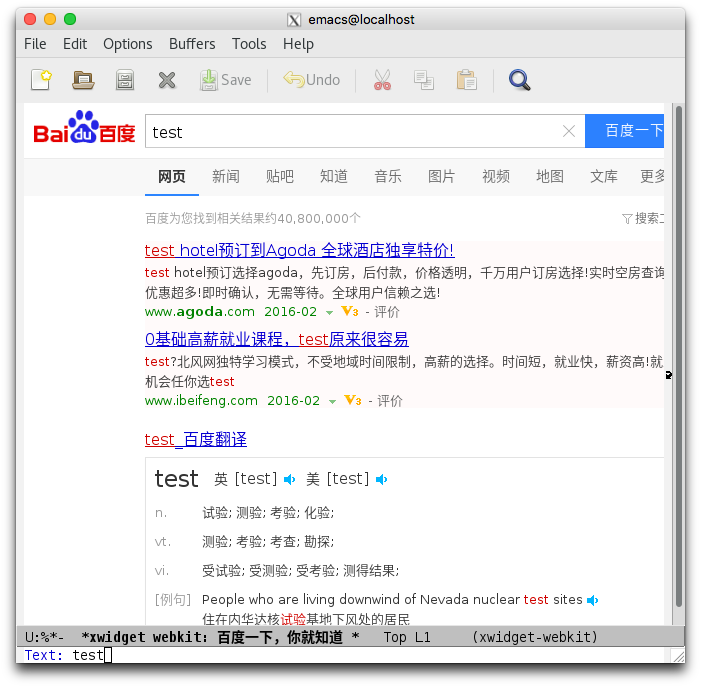 emacs@localhost
File Edit Options Buffers Tools Help
Save Undo
Bai du 百度 test 百度一下
网页 新闻 贴吧 知道 音乐 图片 视频 地图 文库 更多
百度为您找到相关结果约40,800,000个 搜索工
test hotel预订到Agoda 全球酒店独享特价!
test hotel预订选择agoda，先订房，后付款，价格透明，千万用户订房选择!实时空房查询
优惠超多!即时确认，无需等待。全球用户信赖之选!
www.agoda.com 2016-02 V3 - 评价
0基础高薪就业课程，test原来很容易
test?北风网独特学习模式，不受地域时间限制，高薪的选择。时间短，就业快，薪资高!就
机会任你选test
www.ibeifeng.com 2016-02 V3 - 评价
test_百度翻译
test 英 [test] 美 [test]
n. 试验; 测验; 考验; 化验;
vt. 测验; 考验; 考查; 勘探;
vi. 受试验; 受测验; 受考验; 测得结果;
[例句] People who are living downwind of Nevada nuclear test sites
住在内华达核试验基地下风处的居民
U:%*- *xwidget webkit: 百度一下，你就知道 * Top L1 (xwidget-webkit)
Text: test